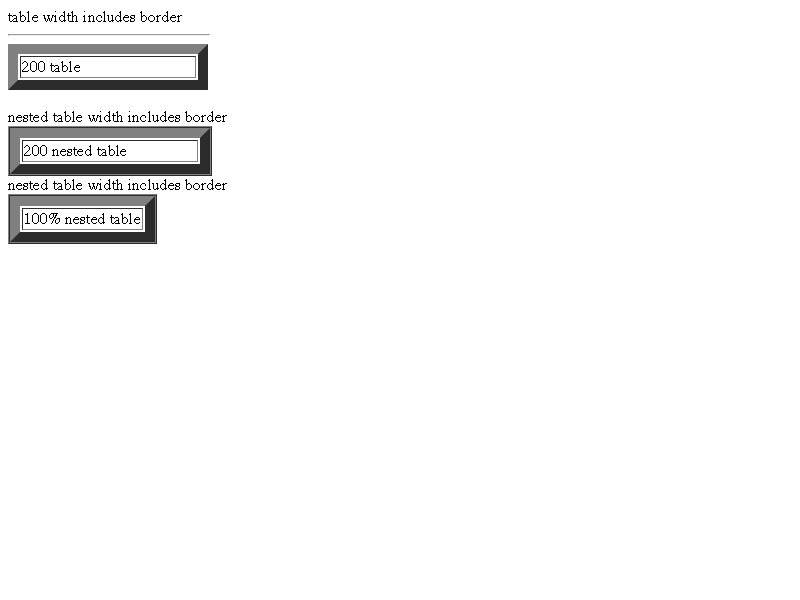 table width includes border
200 table
nested table width includes border
200 nested table
nested table width includes border
100% nested table